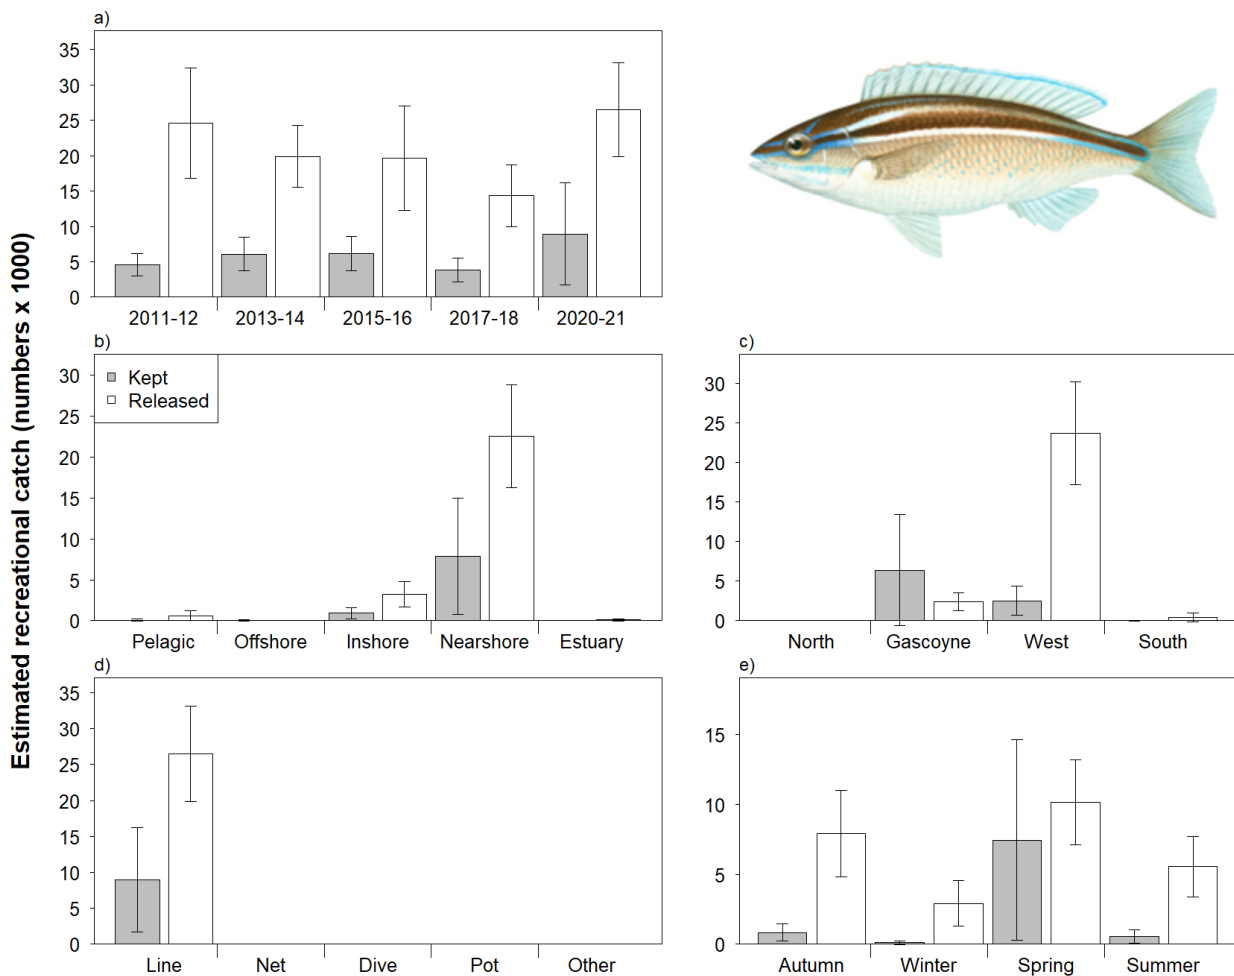 Estimated recreational catch (numbers x 1000)
a)
35
30
25
20
15
10
5
0
2011-12 2013-14 2015-16 2017-18 2020-21
b)
Kept
Released
30
25
20
15
10
5
0
Pelagic Offshore Inshore Nearshore Estuary
c)
30
25
20
15
10
5
0
North Gascoyne West South
d)
35
30
25
20
15
10
5
0
Line Net Dive Pot Other
e)
15
10
5
0
Autumn Winter Spring Summer